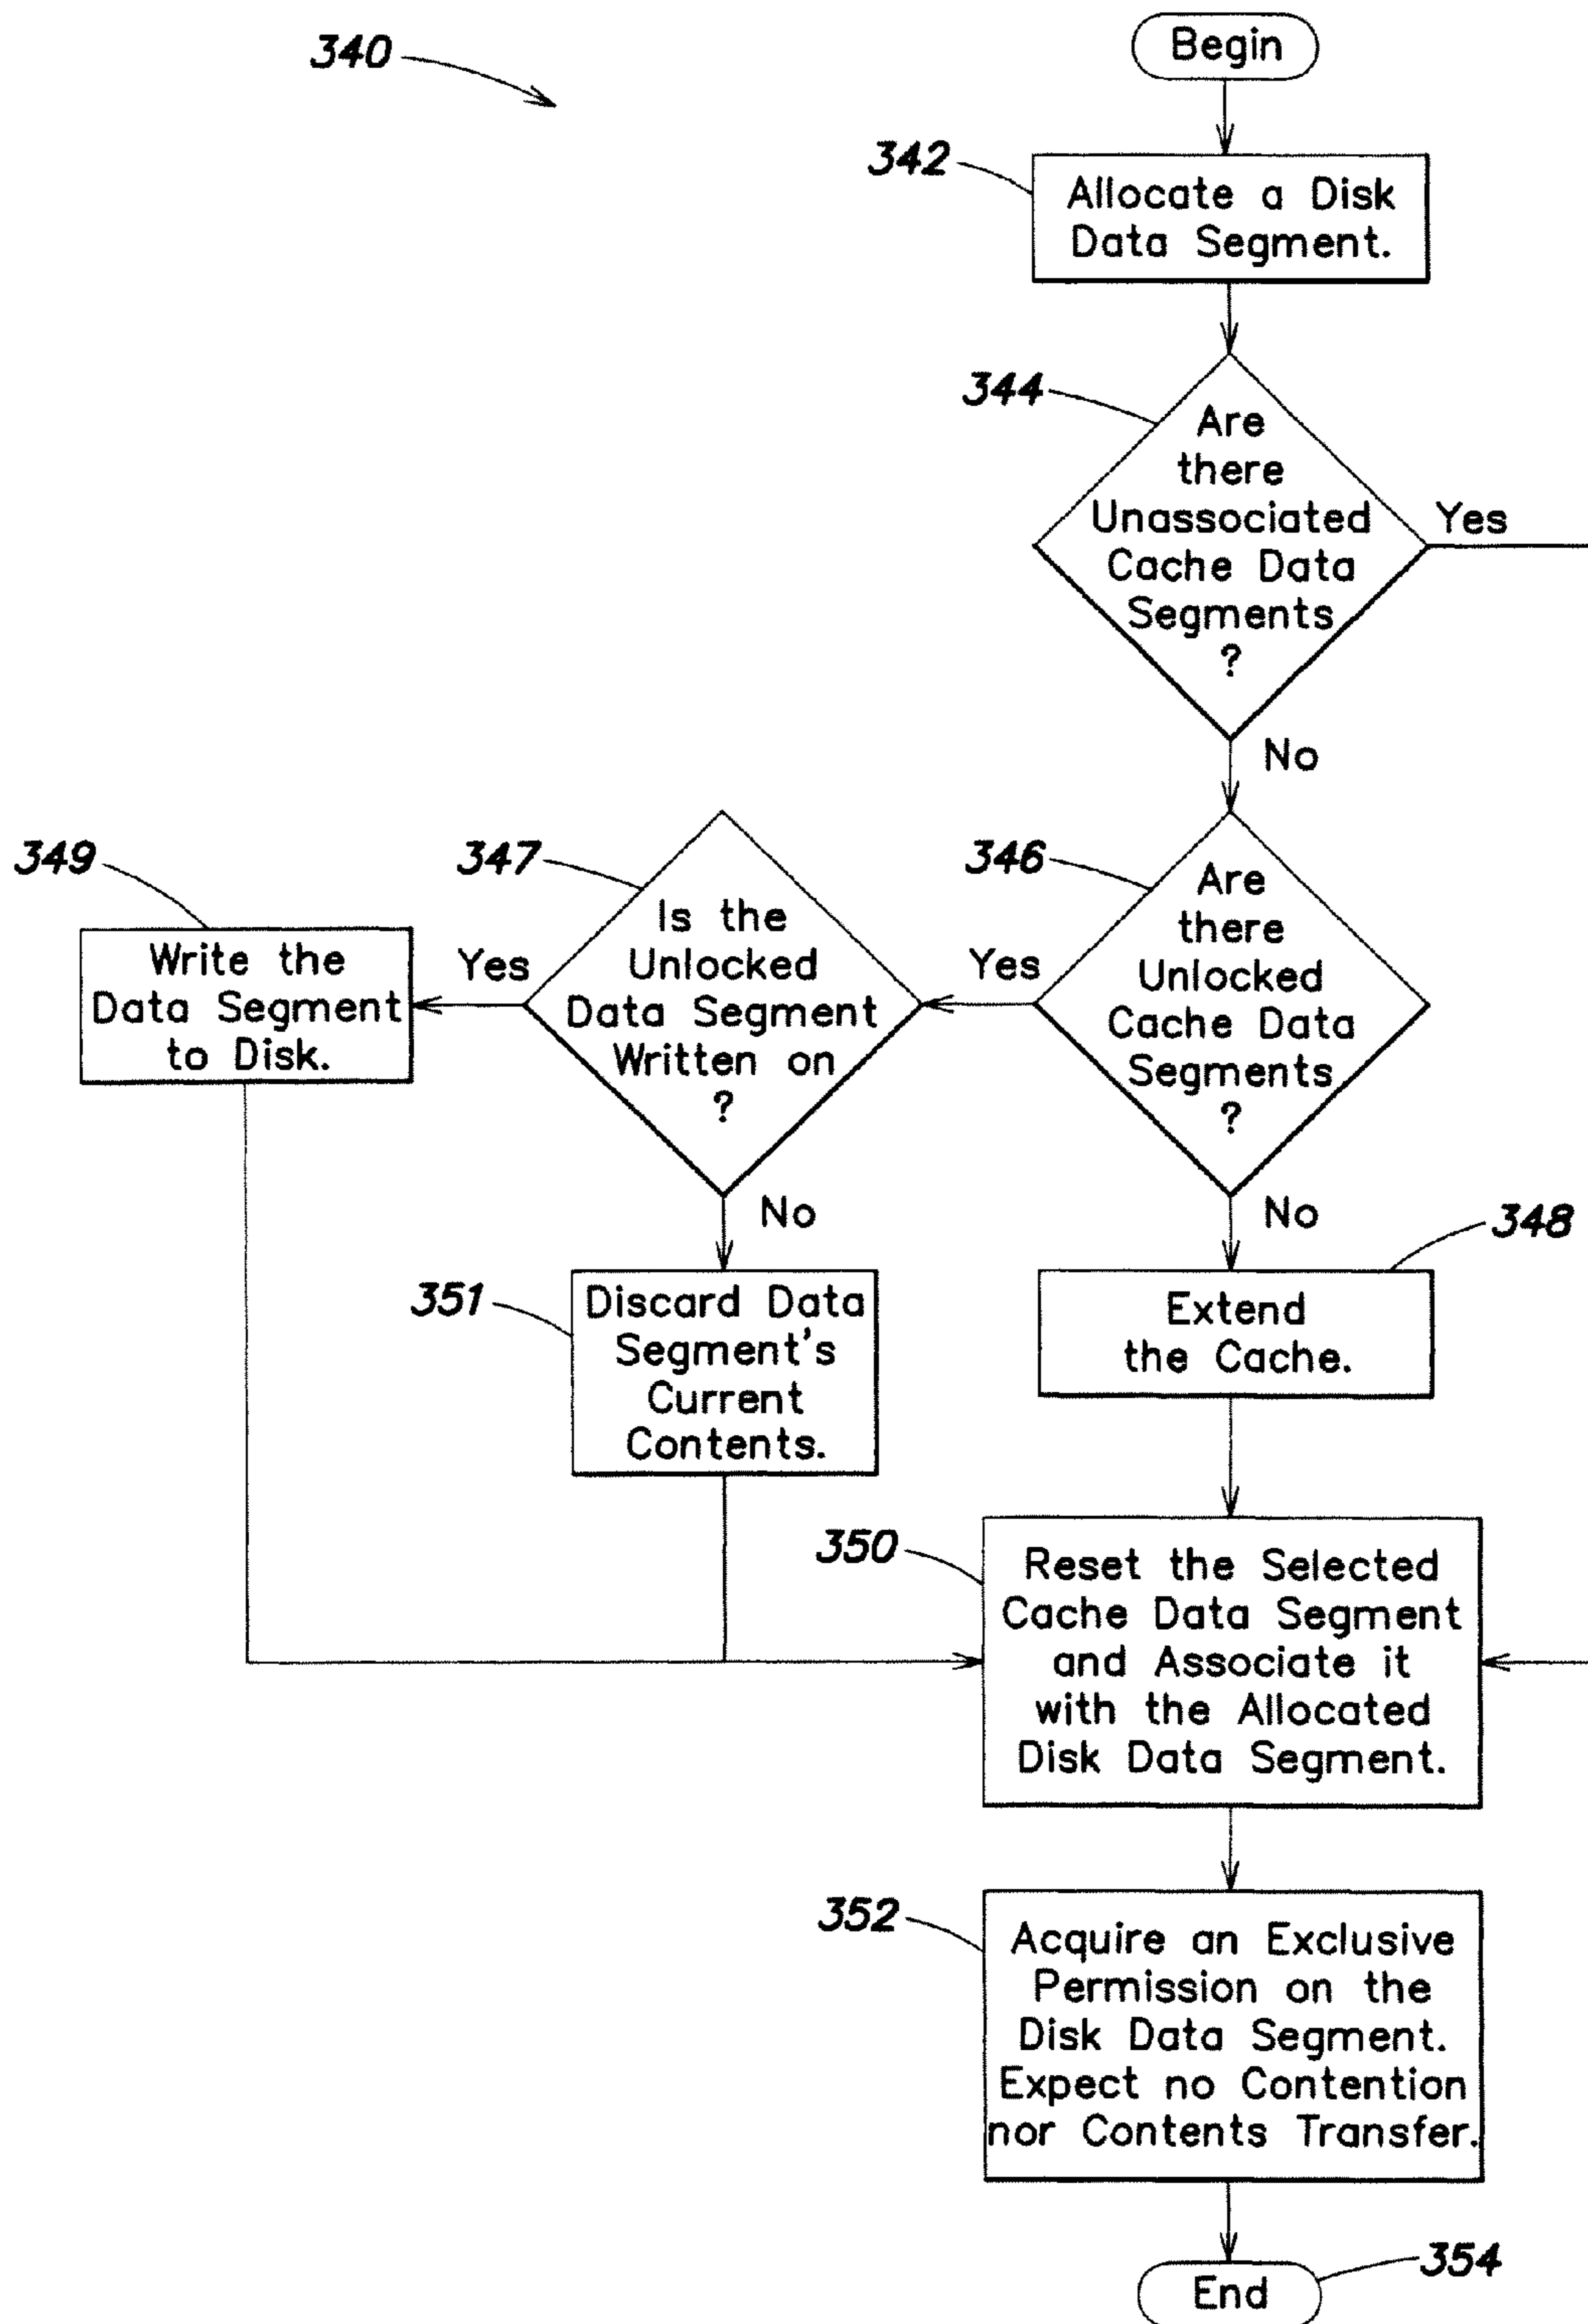 340
Begin
342
Allocate a Disk
Data Segment.
344
Are
there
Unassociated
Cache Data
Segments
?
Yes
No
349
Write the
Data Segment
to Disk.
Yes
347
Is the
Unlocked
Data Segment
Written on
?
Yes
346
Are
there
Unlocked
Cache Data
Segments
?
No
No
348
351
Discard Data
Segment's
Current
Contents.
Extend
the Cache.
350
Reset the Selected
Cache Data Segment
and Associate it
with the Allocated
Disk Data Segment.
352
Acquire an Exclusive
Permission on the
Disk Data Segment.
Expect no Contention
nor Contents Transfer.
354
End